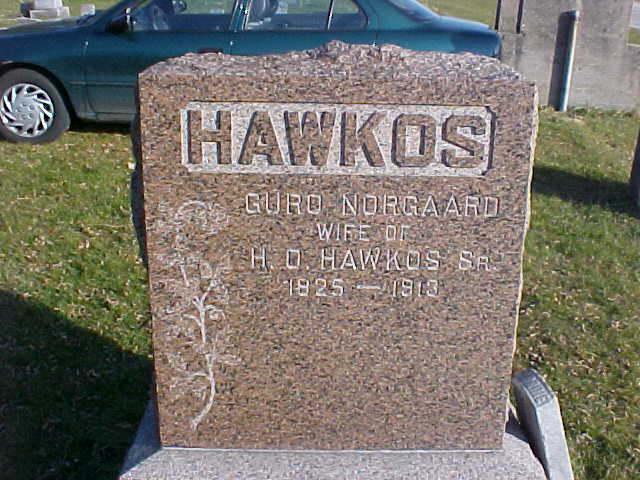 HAWKOS
GURO NORGAARD
WIFE OF
H. O. HAWKOS SR.
1825 — 1913